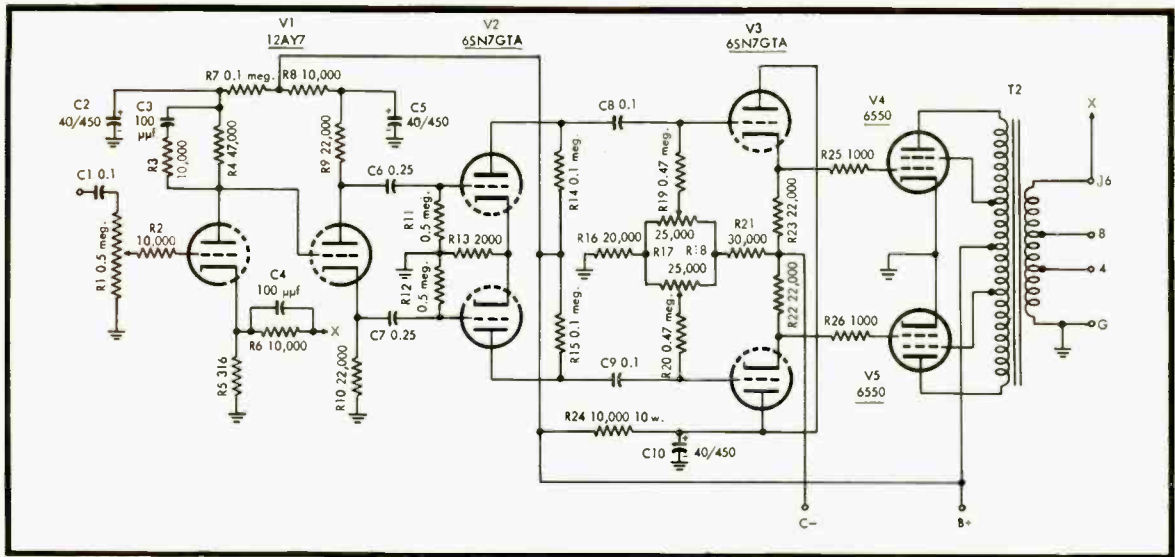 V1
12AY7
V2
6SN7GTA
V3
6SN7GTA
R7 0.1 meg.
R8 10,000
C2
40/450
C3
100
μμf
R3
10,000
R4 47,000
C5
40/450
R9 22,000
C1 0.1
R1 0.5 meg.
R2
10,000
C4
100 μμf
R6 10,000
X
R5 316
R10 22,000
C6 0.25
C7 0.25
R11
0.5 meg.
R12
0.5 meg.
R13 2000
R14 0.1 meg.
R15 0.1 meg.
C8 0.1
C9 0.1
R16 20,000
R19 0.47 meg.
25,000
R17
R18
25,000
R20 0.47 meg.
R21
30,000
R23 22,000
R22 22,000
R24 10,000 10 w.
C10
40/450
V4
6550
R25 1000
R26 1000
V5
6550
T2
X
J6
8
4
G
C-
B+